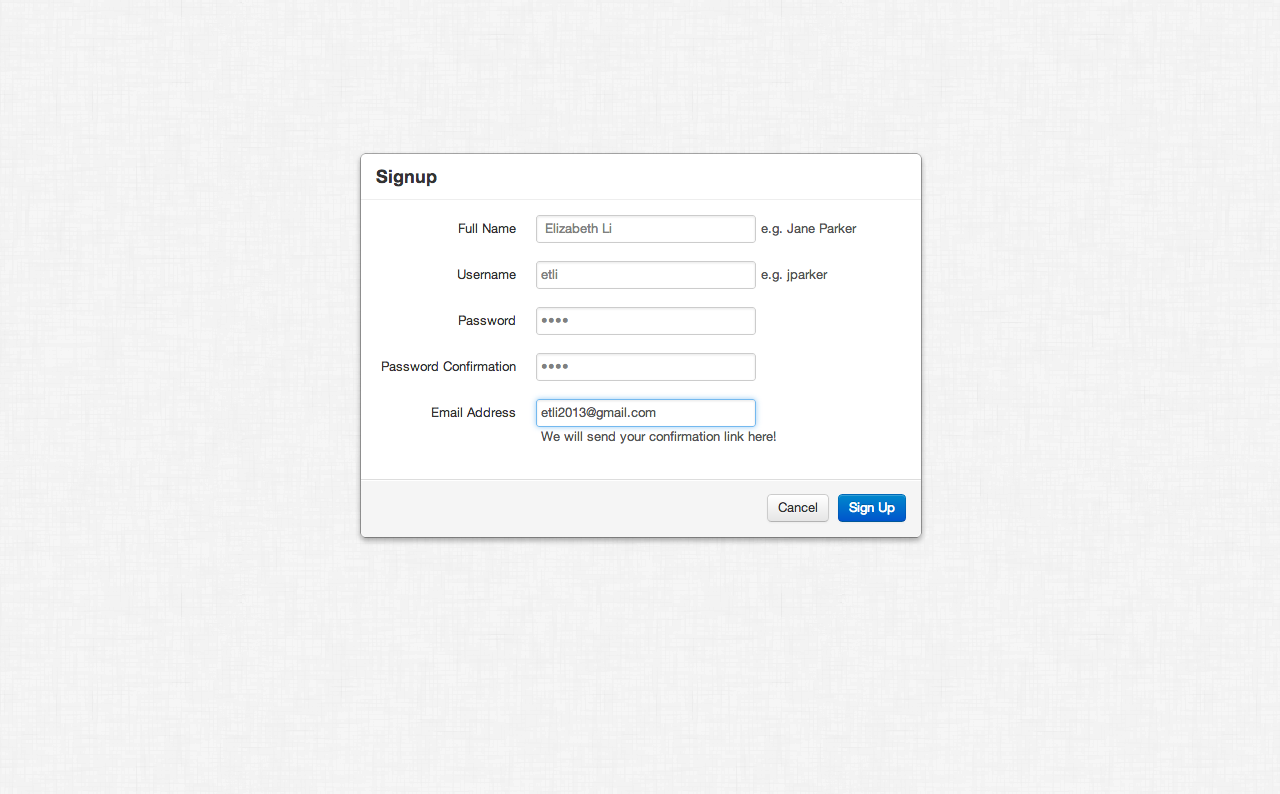 Signup
Full Name Elizabeth Li e.g. Jane Parker
Username etli e.g. jparker
Password ••••
Password Confirmation ••••
Email Address etli2013@gmail.com
We will send your confirmation link here!
Cancel Sign Up